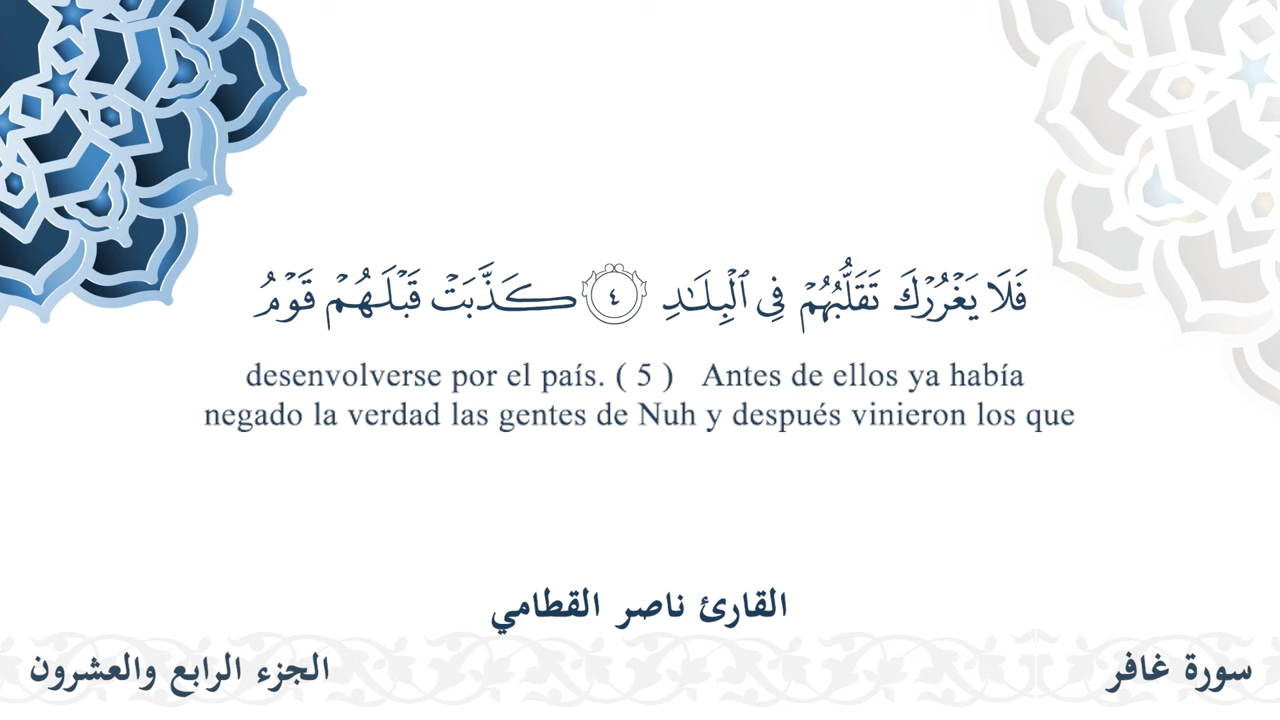 فَلَا يَغْرُرْكَ تَقَلُّبُهُمْ فِى ٱلْبِلَـٰدِ ٤ كَذَّبَتْ قَبْلَهُمْ قَوْمُ
desenvolverse por el país. ( 5 ) Antes de ellos ya había
negado la verdad las gentes de Nuh y después vinieron los que
القارئ ناصر القطامي
سورة غافر
الجزء الرابع والعشرون